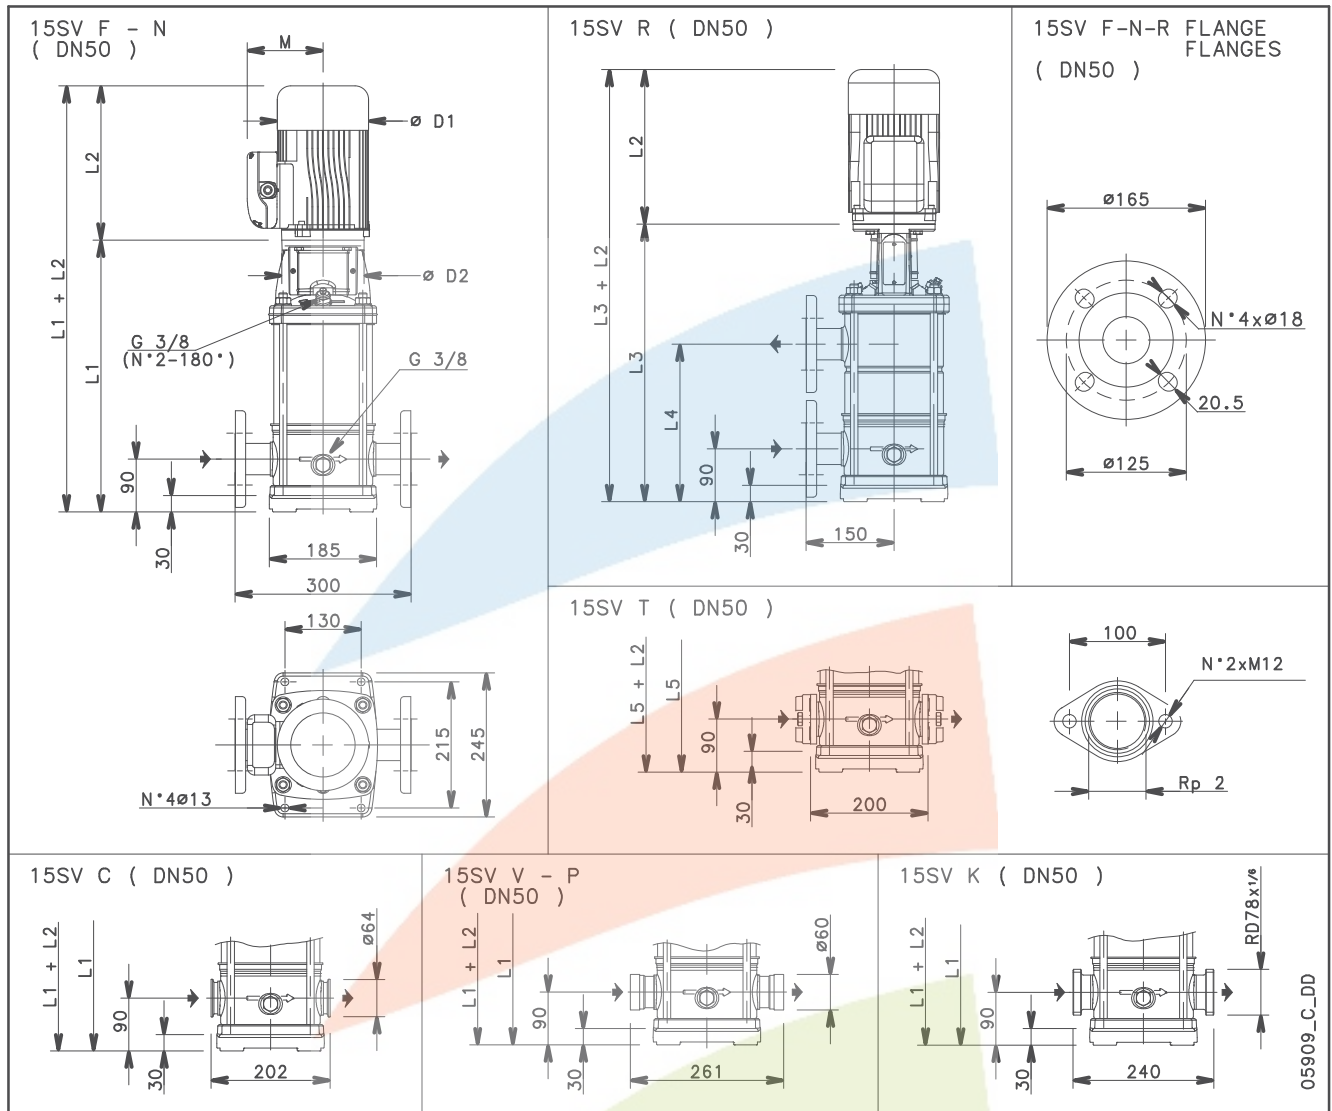 15SV F - N
( DN50 )
M
ø D1
L2
L1 + L2
ø D2
G 3/8
(N°2-180°)
G 3/8
L1
90
30
185
300
130
215
245
N°4ø13
15SV R ( DN50 )
L2
L3 + L2
L3
L4
90
30
150
15SV F-N-R FLANGE
FLANGES
( DN50 )
ø165
N°4xø18
20.5
ø125
15SV T ( DN50 )
L5 + L2
L5
90
30
200
100
N°2xM12
Rp 2
15SV C ( DN50 )
L1 + L2
L1
90
30
202
ø64
15SV V - P
( DN50 )
L1 + L2
L1
90
30
261
ø60
15SV K ( DN50 )
L1 + L2
L1
90
30
240
RD78x1/6
05909_C_DD